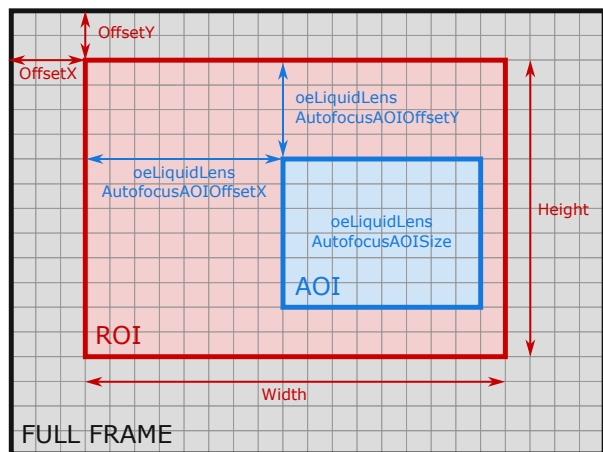 OffsetY
OffsetX
oeLiquidLens
AutofocusAOIOffsetY
oeLiquidLens
AutofocusAOIOffsetX
Height
oeLiquidLens
AutofocusAOISize
AOI
ROI
Width
FULL FRAME